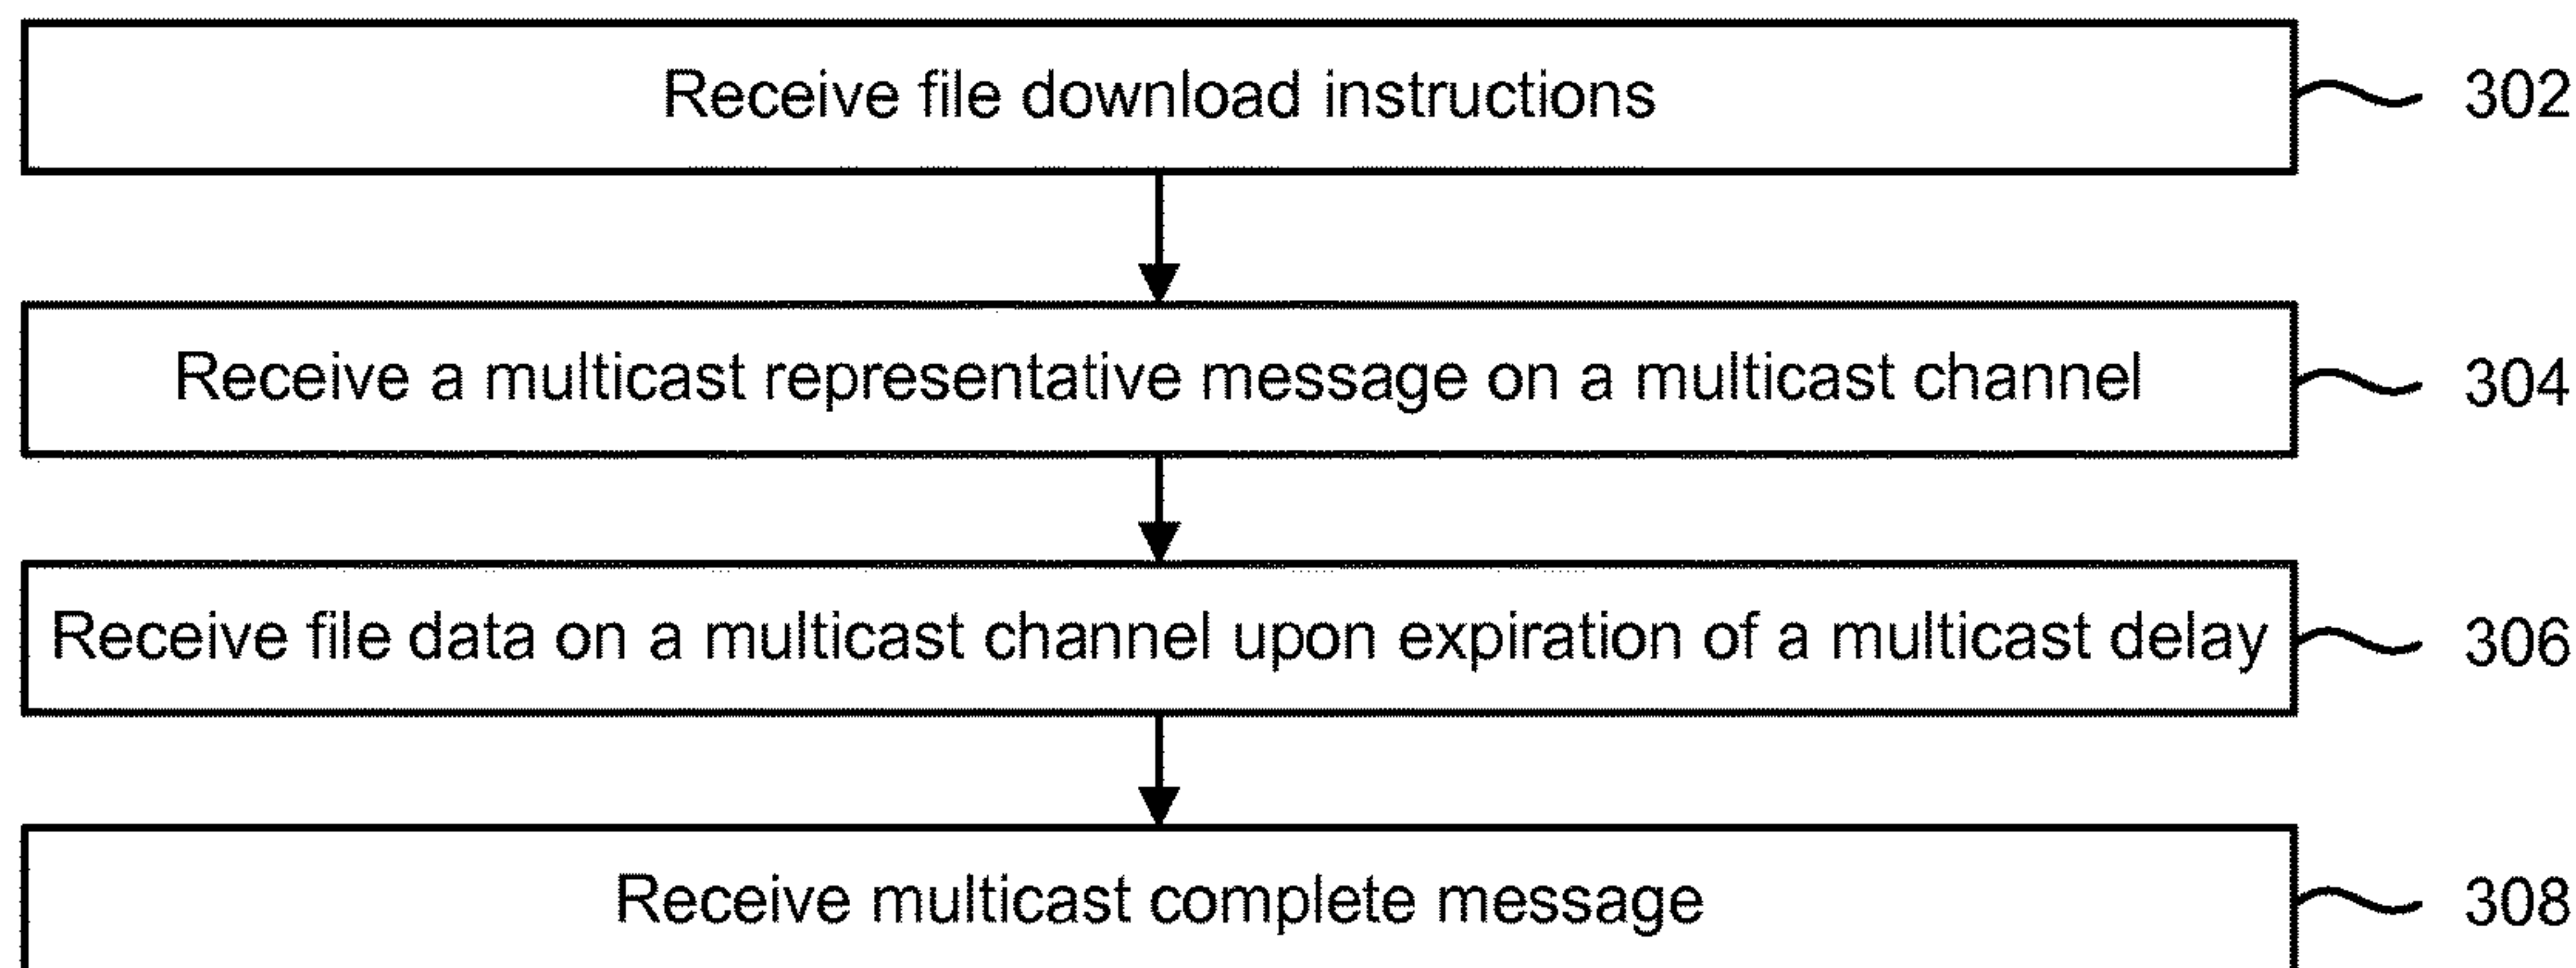 Receive file download instructions
302
Receive a multicast representative message on a multicast channel
304
Receive file data on a multicast channel upon expiration of a multicast delay
306
Receive multicast complete message
308